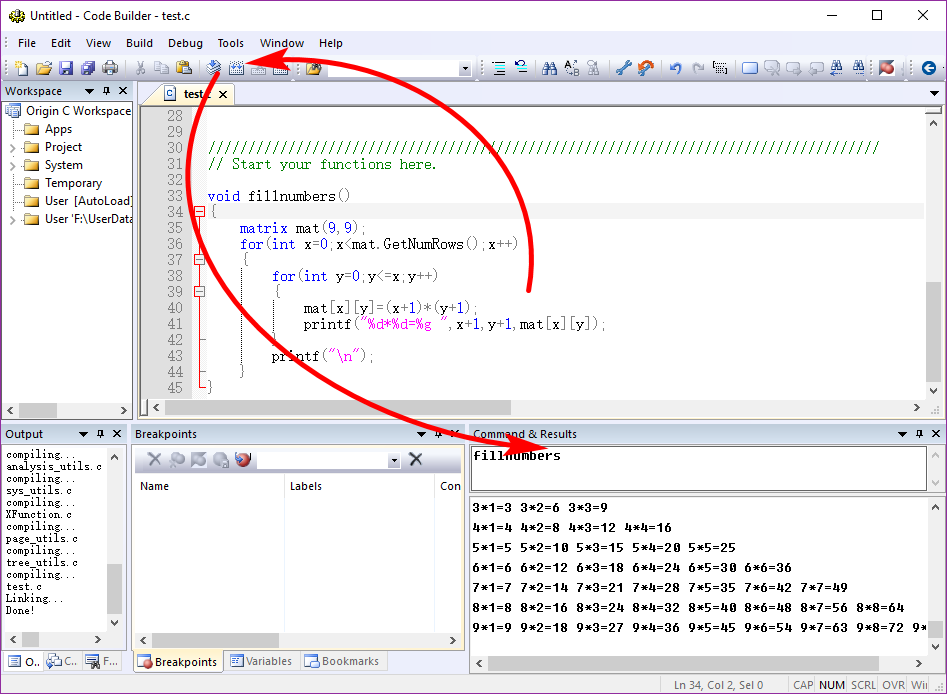 Untitled - Code Builder - test.c
File Edit View Build Debug Tools Window Help
Workspace
Origin C Workspace
Apps
Project
System
Temporary
User [AutoLoad]
User 'F:\UserData
test.c
28
29
30 ////////////////////////////////////////////////////////////////////////////////////
31 // Start your functions here.
32
33 void fillnumbers()
34 {
35 matrix mat(9,9);
36 for(int x=0;x<mat.GetNumRows();x++)
37 {
38 for(int y=0;y<=x;y++)
39 {
40 mat[x][y]=(x+1)*(y+1);
41 printf("%d*%d=%g ",x+1,y+1,mat[x][y]);
42 }
43 printf("\n");
44 }
45 }
Output
compiling...
analysis_utils.c
compiling...
sys_utils.c
compiling...
XFunction.c
compiling...
page_utils.c
compiling...
tree_utils.c
compiling...
test.c
Linking...
Done!
O.. C... F...
Breakpoints
Name Labels Con
Breakpoints Variables Bookmarks
Command & Results
fillnumbers
3*1=3 3*2=6 3*3=9
4*1=4 4*2=8 4*3=12 4*4=16
5*1=5 5*2=10 5*3=15 5*4=20 5*5=25
6*1=6 6*2=12 6*3=18 6*4=24 6*5=30 6*6=36
7*1=7 7*2=14 7*3=21 7*4=28 7*5=35 7*6=42 7*7=49
8*1=8 8*2=16 8*3=24 8*4=32 8*5=40 8*6=48 8*7=56 8*8=64
9*1=9 9*2=18 9*3=27 9*4=36 9*5=45 9*6=54 9*7=63 9*8=72 9*
Ln 34, Col 2, Sel 0 CAP NUM SCRL OVR Wi